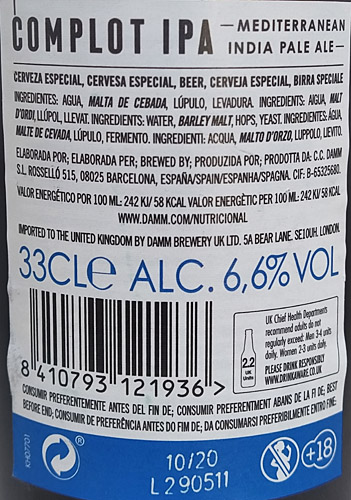 COMPLOT IPA — MEDITERRANEAN
INDIA PALE ALE —
CERVEZA ESPECIAL, CERVESA ESPECIAL, BEER, CERVEJA ESPECIAL, BIRRA SPECIALE
INGREDIENTES: AGUA, MALTA DE CEBADA, LÚPULO, LEVADURA. INGREDIENTS: AIGUA, MALT
D'ORDI, LLÚPOL, LLEVAT. INGREDIENTS: WATER, BARLEY MALT, HOPS, YEAST. INGREDIENTES: ÁGUA,
MALTE DE CEVADA, LÚPULO, FERMENTO. INGREDIENTI: ACQUA, MALTO D'ORZO, LUPPOLO, LIEVITO.
ELABORADA POR; ELABORADA PER; BREWED BY; PRODUZIDA POR; PRODOTTA DA: C.C. DAMM
S.L. ROSSELLÓ 515, 08025 BARCELONA, ESPAÑA/SPAIN/ESPANHA/SPAGNA. CIF: B-65325680.
VALOR ENERGÉTICO POR 100 ML: 242 KJ/ 58 KCAL VALOR ENERGÈTIC PER 100 ML: 242 KJ/ 58 KCAL
WWW.DAMM.COM/NUTRICIONAL
IMPORTED TO THE UNITED KINGDOM BY DAMM BREWERY UK LTD. 5A BEAR LANE. SE10UH. LONDON.
33CL e ALC. 6,6% VOL
UK Chief Health Departments
recommend adults do not
regularly exceed: Men 3-4 units
daily. Women 2-3 units daily.
2.2
UK
Units
PLEASE DRINK RESPONSIBLY
WWW.DRINKAWARE.CO.UK
8 410793 121936 >
CONSUMIR PREFERENTEMENTE ANTES DEL FIN DE; CONSUMIR PREFERENTMENT ABANS DE LA FI DE; BEST
BEFORE END; CONSUMIR DE PREFERÊNCIA ANTES DO FIM DE; DA CONSUMARSI PREFERIBILMENTE ENTRO FINE:
KH07701
®
10/20
L290511
+18